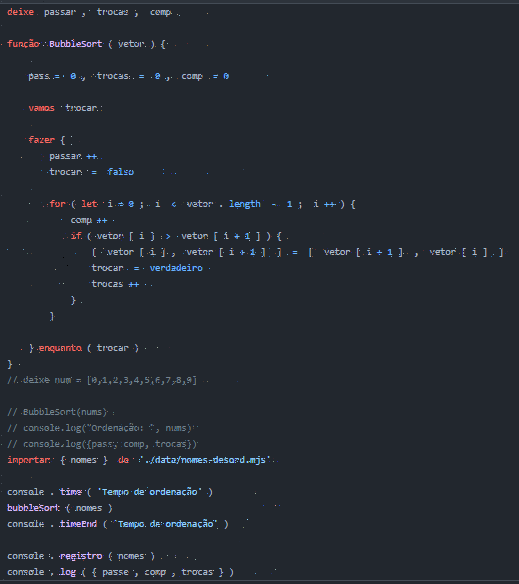 deixe passar , trocas , comp
função BubbleSort ( vetor ) {
pass = 0 , trocas = 0 , comp = 0
vamos trocar
fazer {
passar ++
trocar = falso
for ( let i = 0 ; i < vetor . length - 1 ; i ++ ) {
comp ++
if ( vetor [ i ] > vetor [ i + 1 ] ) {
[ vetor [ i ] , vetor [ i + 1 ] ] = [ vetor [ i + 1 ] , vetor [ i ] ]
trocar = verdadeiro
trocas ++
}
}
} enquanto ( trocar )
}
// deixe num = [0,1,2,3,4,5,6,7,8,9]
// BubbleSort(nums)
// console.log("Ordenação: ", nums)
// console.log({pass, comp, trocas})
importar { nomes } de "./data/nomes-desord.mjs"
console . time ( "Tempo de ordenação" )
bubbleSort ( nomes )
console . timeEnd ( "Tempo de ordenação" )
console . registro ( nomes )
console . log ( { passe , comp , trocas } )